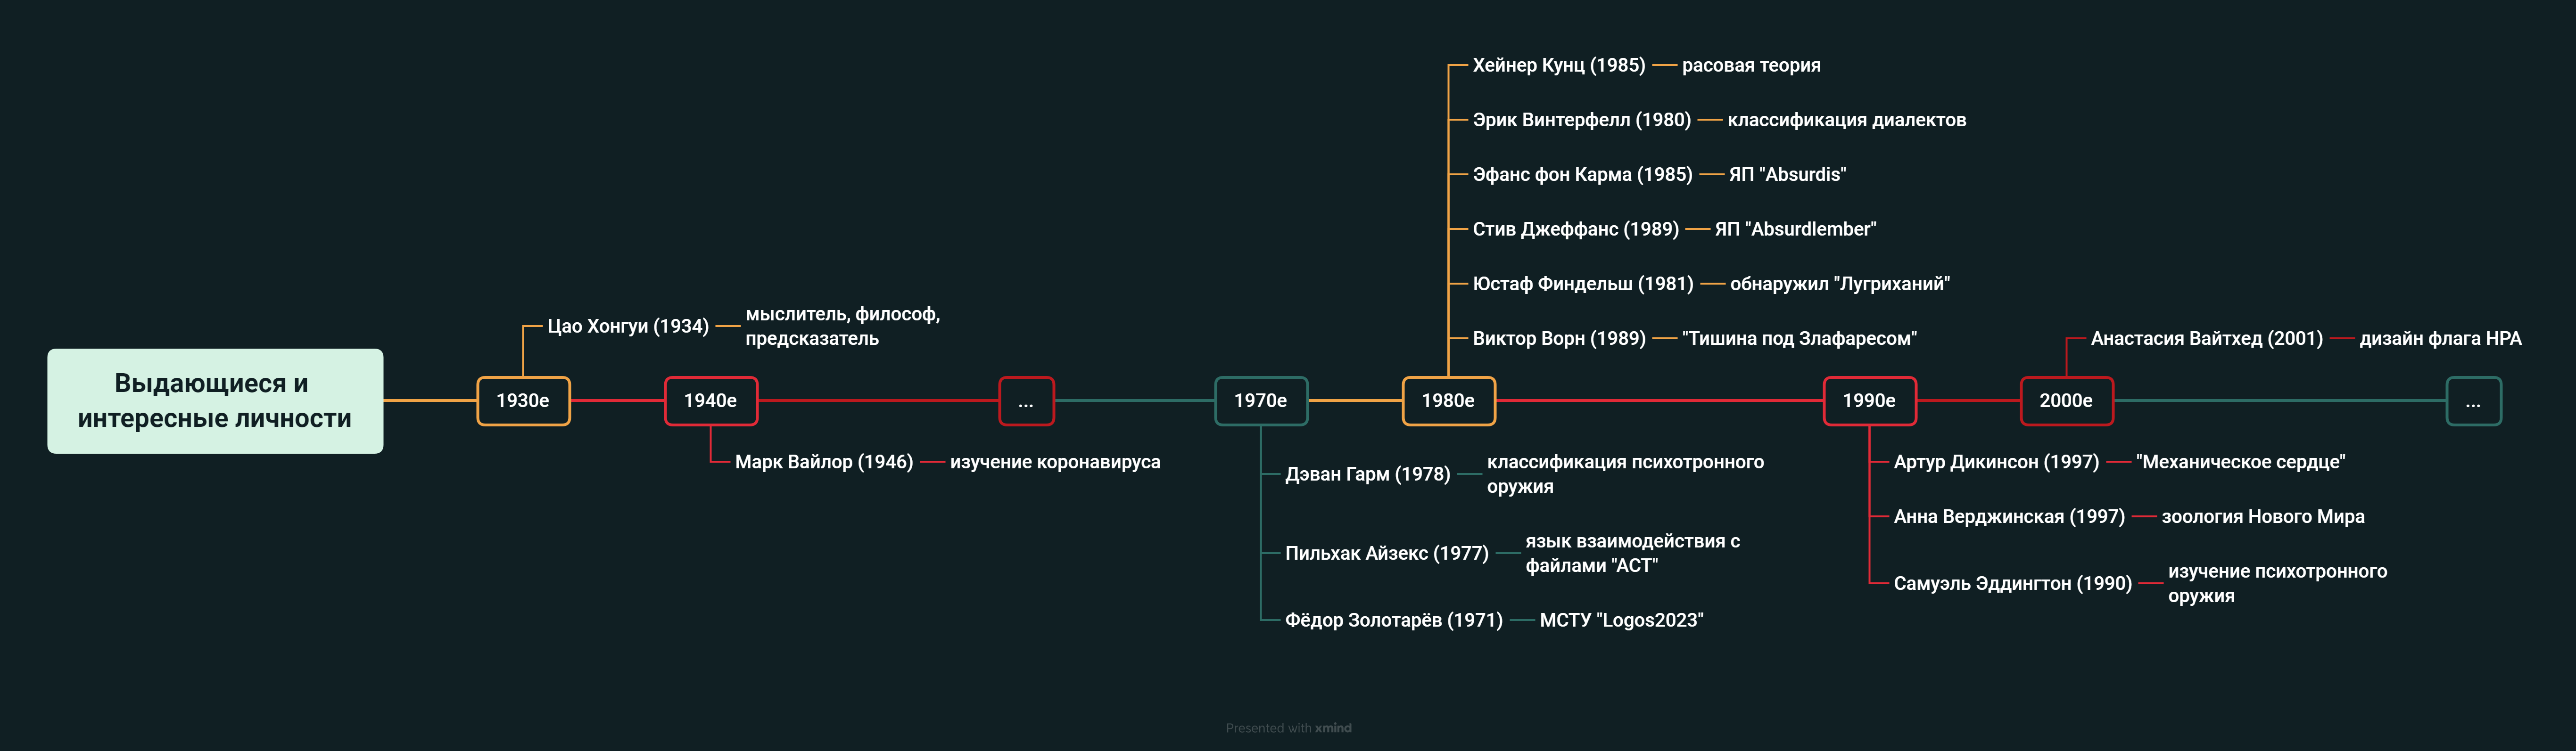 Выдающиеся и
интересные личности
1930е
Цао Хонгуи (1934)
мыслитель, философ,
предсказатель
1940е
Марк Вайлор (1946)
изучение коронавируса
...
1970е
Дэван Гарм (1978)
классификация психотронного
оружия
Пильхак Айзекс (1977)
язык взаимодействия с
файлами "АСТ"
Фёдор Золотарёв (1971)
МСТУ "Logos2023"
1980е
Хейнер Кунц (1985)
расовая теория
Эрик Винтерфелл (1980)
классификация диалектов
Эфанс фон Карма (1985)
ЯП "Absurdis"
Стив Джеффанс (1989)
ЯП "Absurdlember"
Юстаф Финдельш (1981)
обнаружил "Лугриханий"
Виктор Ворн (1989)
"Тишина под Злафаресом"
1990е
Артур Дикинсон (1997)
"Механическое сердце"
Анна Верджинская (1997)
зоология Нового Мира
Самуэль Эддингтон (1990)
изучение психотронного
оружия
2000е
Анастасия Вайтхед (2001)
дизайн флага НРА
...
Presented with xmind